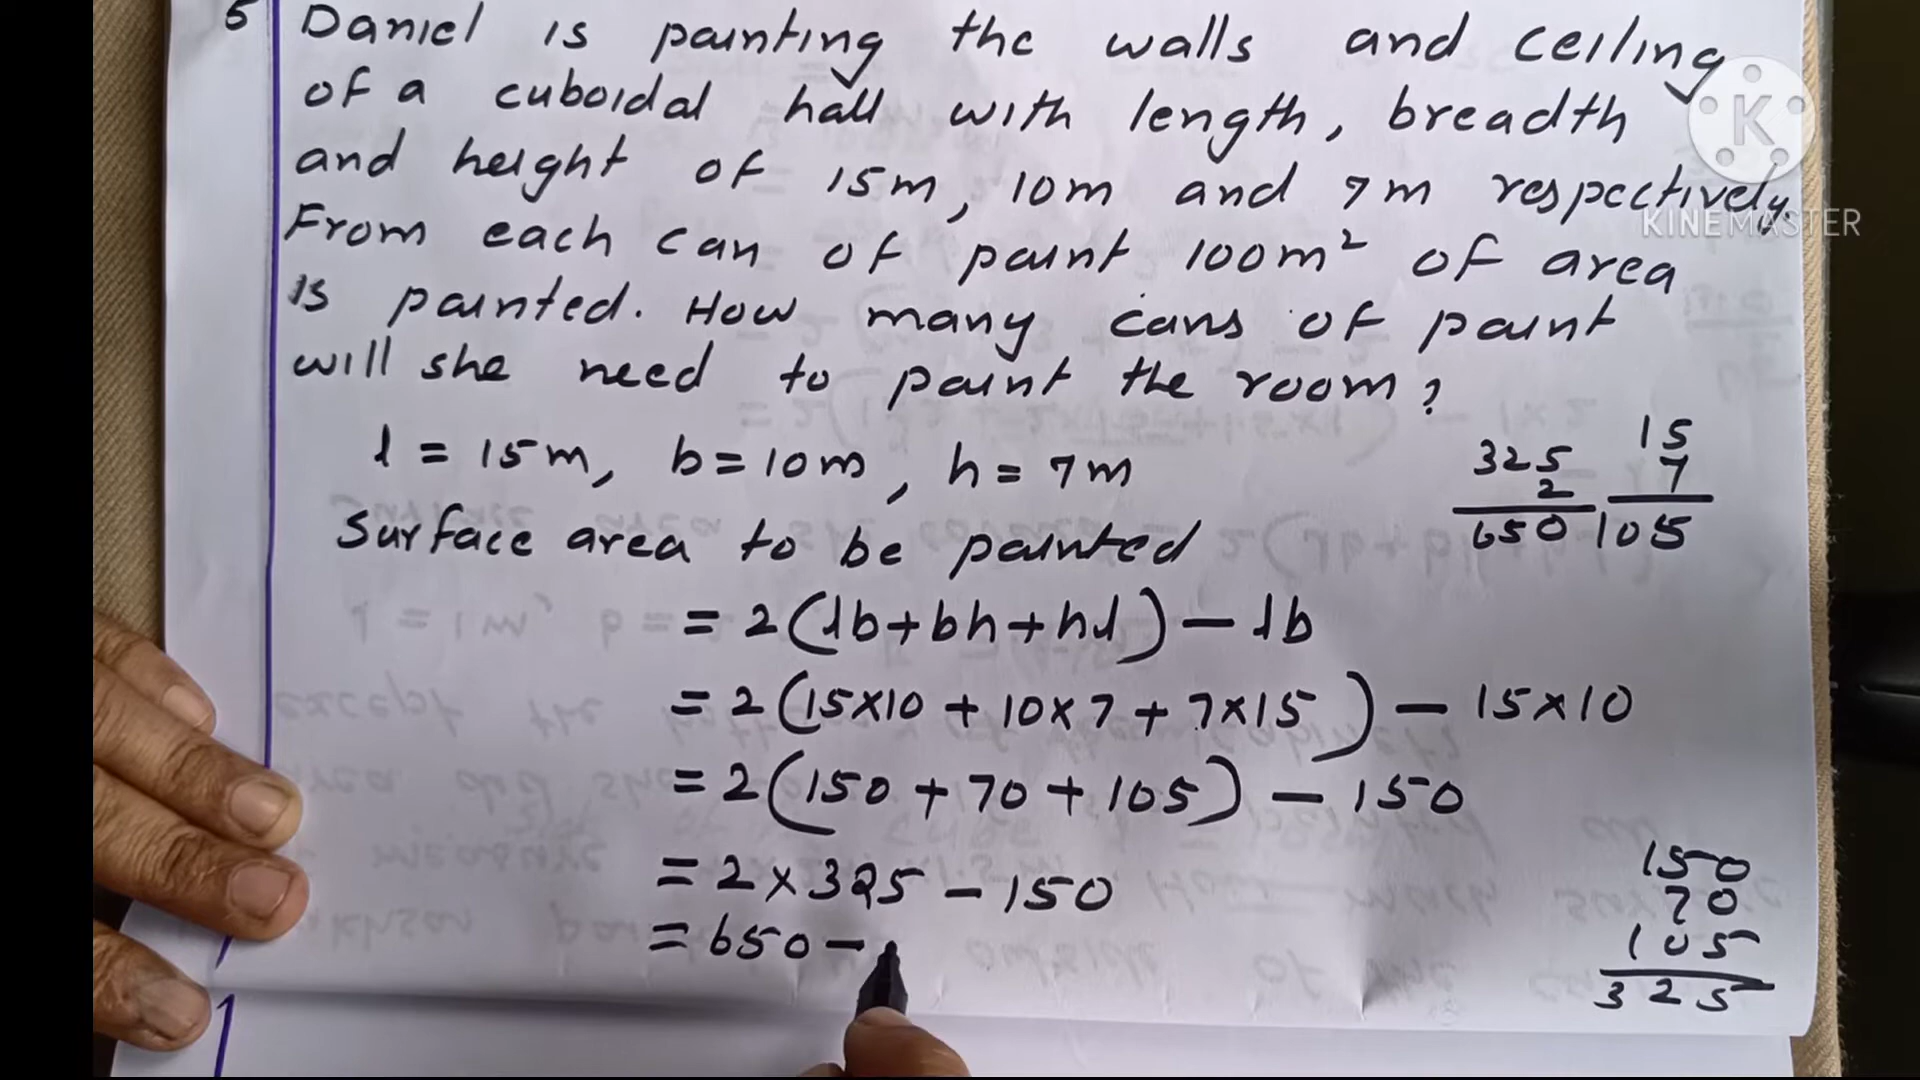 5 Daniel is painting the walls and ceiling
of a cuboidal hall with length, breadth
and height of 15m, 10m and 7m respectively.
From each can of paint 100m² of area
is painted. How many cans of paint
will she need to paint the room?
l = 15m, b = 10m, h = 7m
Surface area to be painted
= 2(lb+bh+hl) - lb
= 2(15×10 + 10×7 + 7×15) - 15×10
= 2(150 + 70 + 105) - 150
= 2×325 - 150
= 650 -
325
2
650
15
7
105
150
70
105
325
K
KINEMASTER